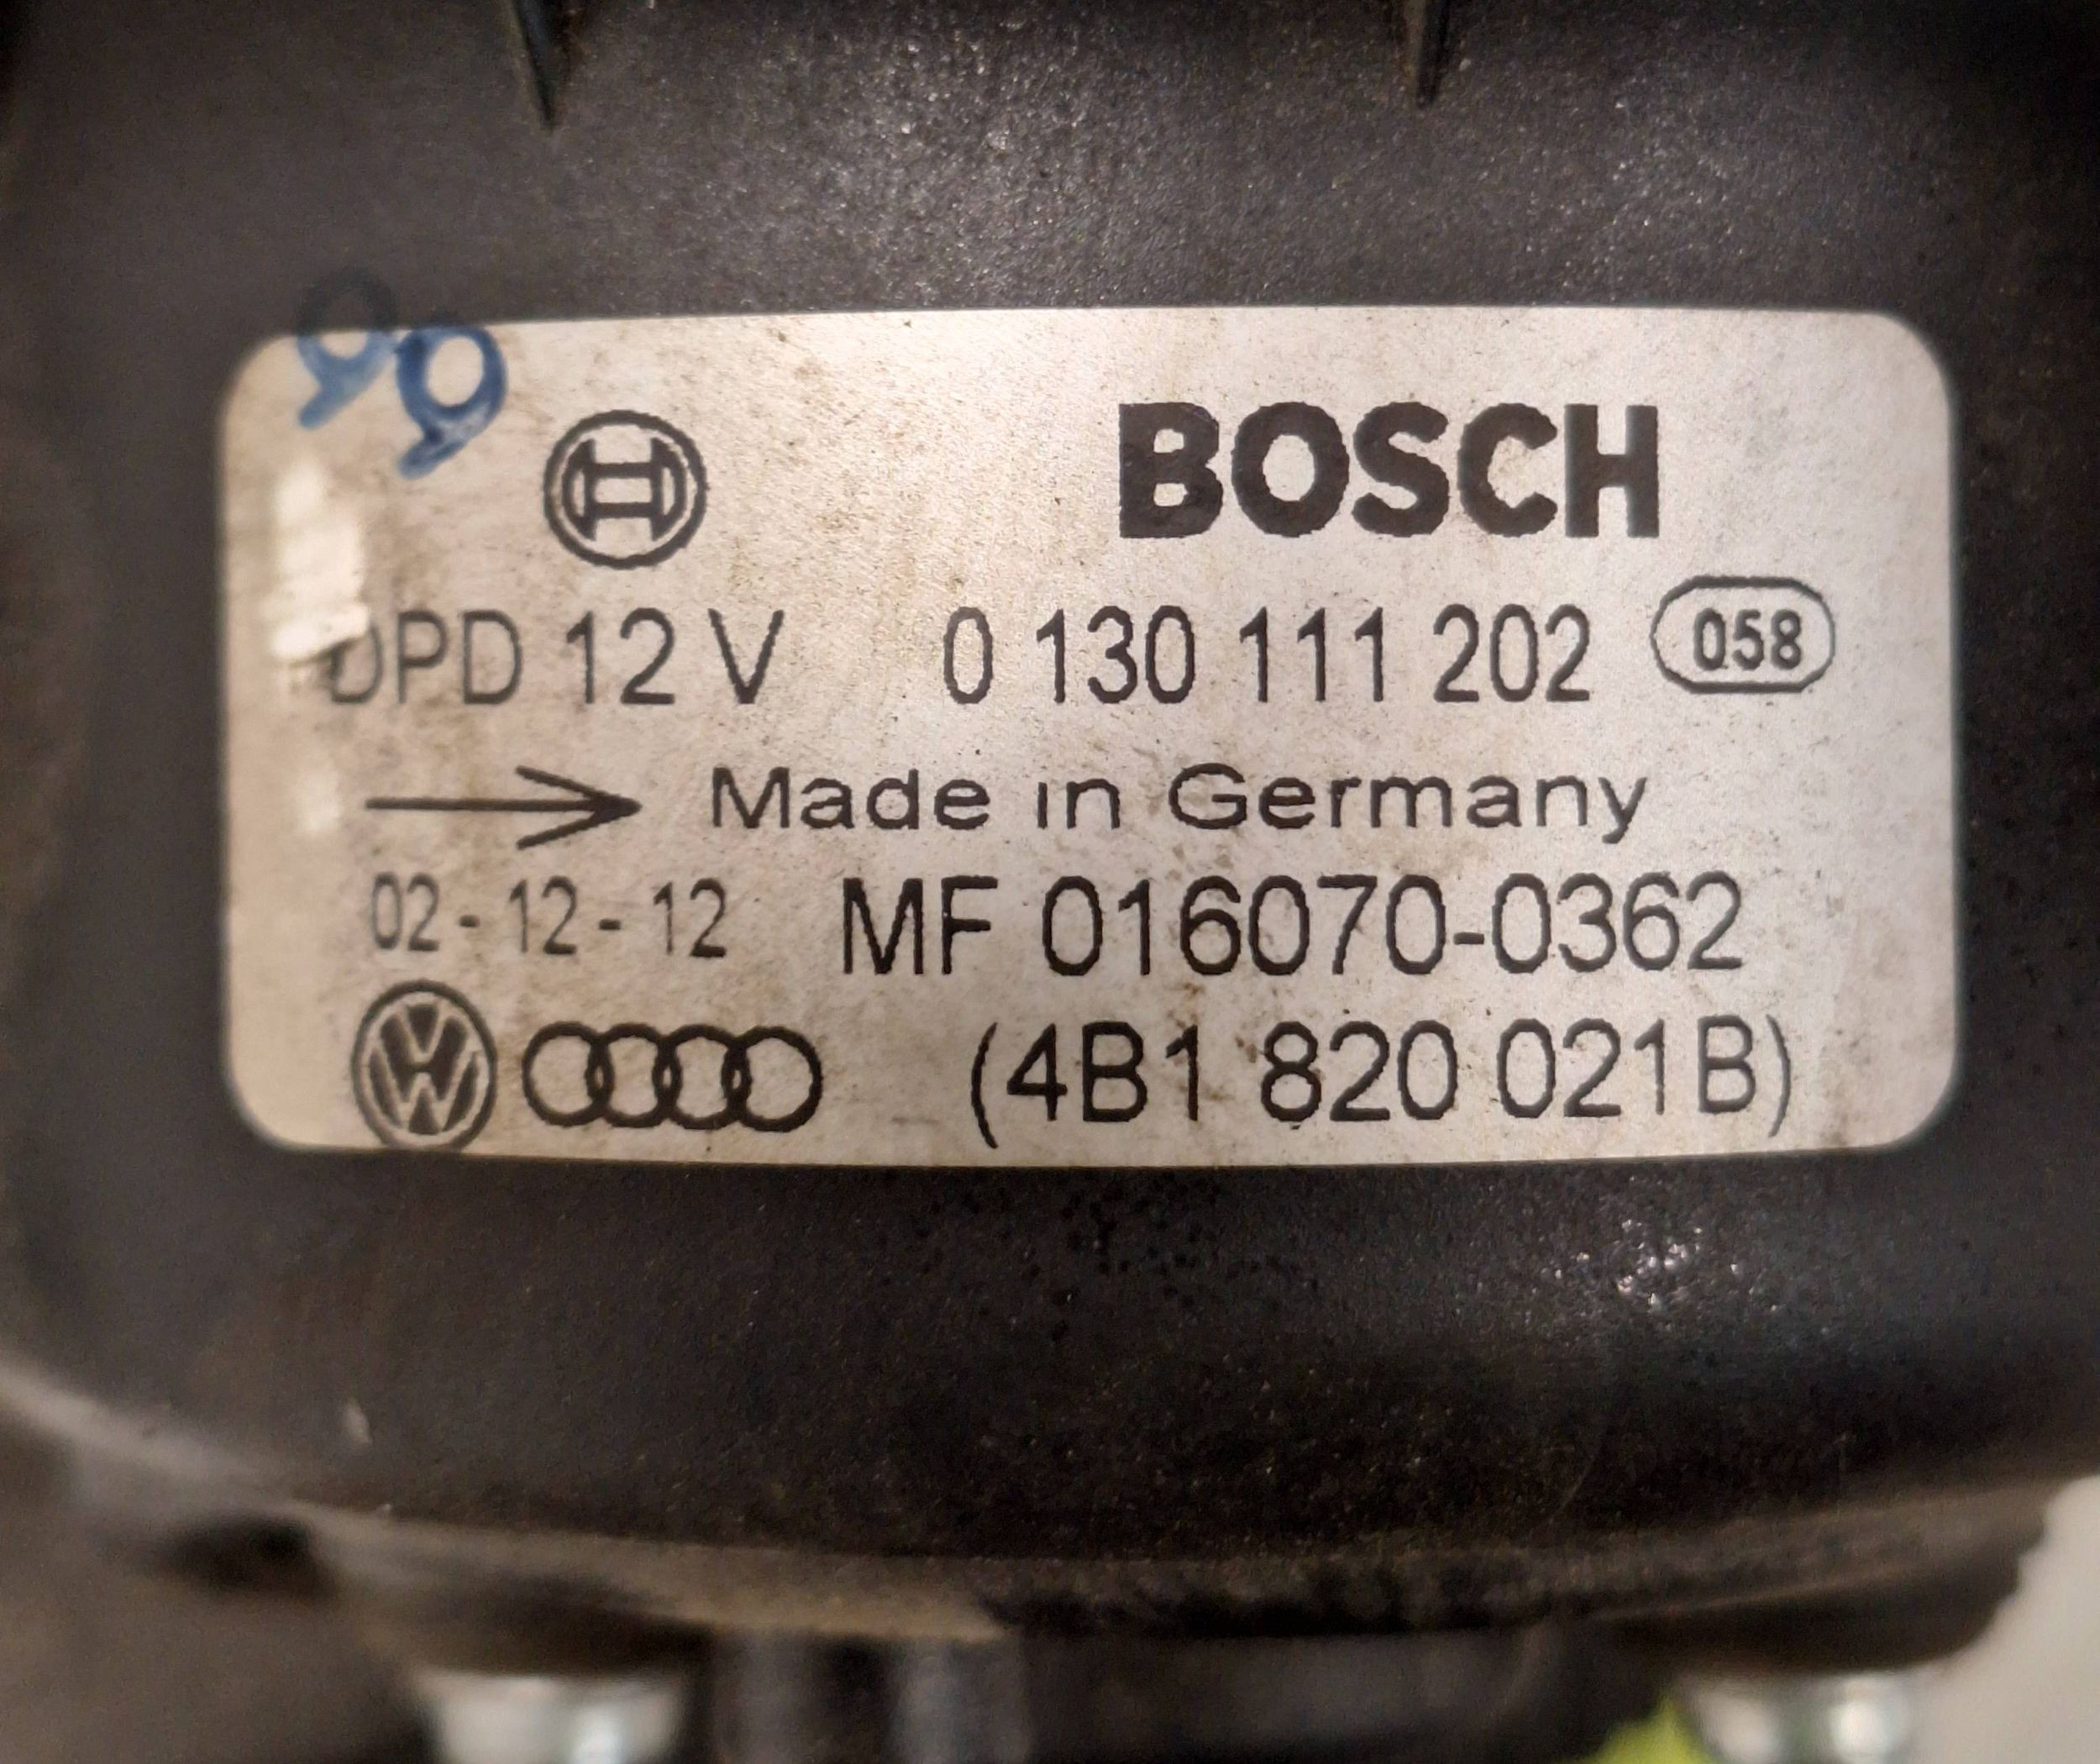 99
BOSCH
DPD 12 V 0 130 111 202 058
Made in Germany
02-12-12 MF 016070-0362
(4B1 820 021B)